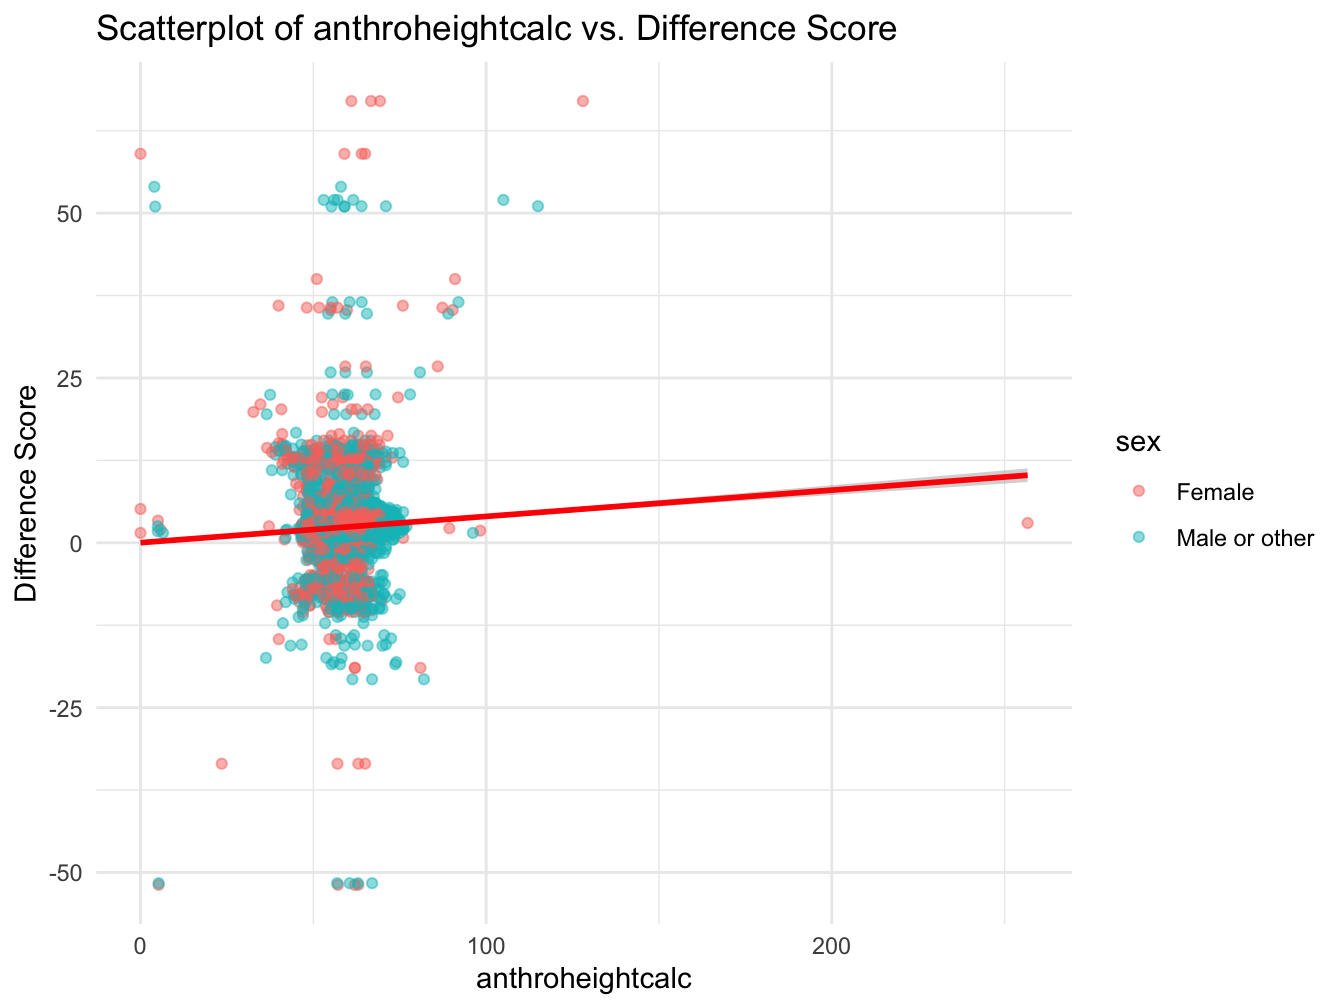 Scatterplot of anthroheightcalc vs. Difference Score
Difference Score
50
25
0
-25
-50
0
100
200
anthroheightcalc
sex
Female
Male or other